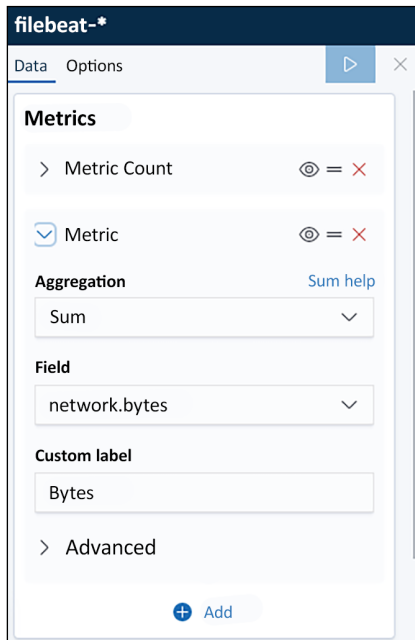 filebeat-*
Data Options
Metrics
Metric Count
Metric
Aggregation Sum help
Sum
Field
network.bytes
Custom label
Bytes
Advanced
Add